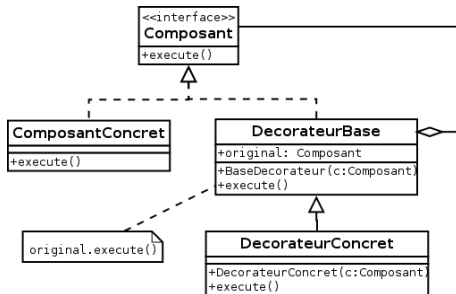 <<interface>>
Composant
+execute()
ComposantConcret
+execute()
DecorateurBase
+original: Composant
+BaseDecorateur(c:Composant)
+execute()
original.execute()
DecorateurConcret
+DecorateurConcret(c:Composant)
+execute()